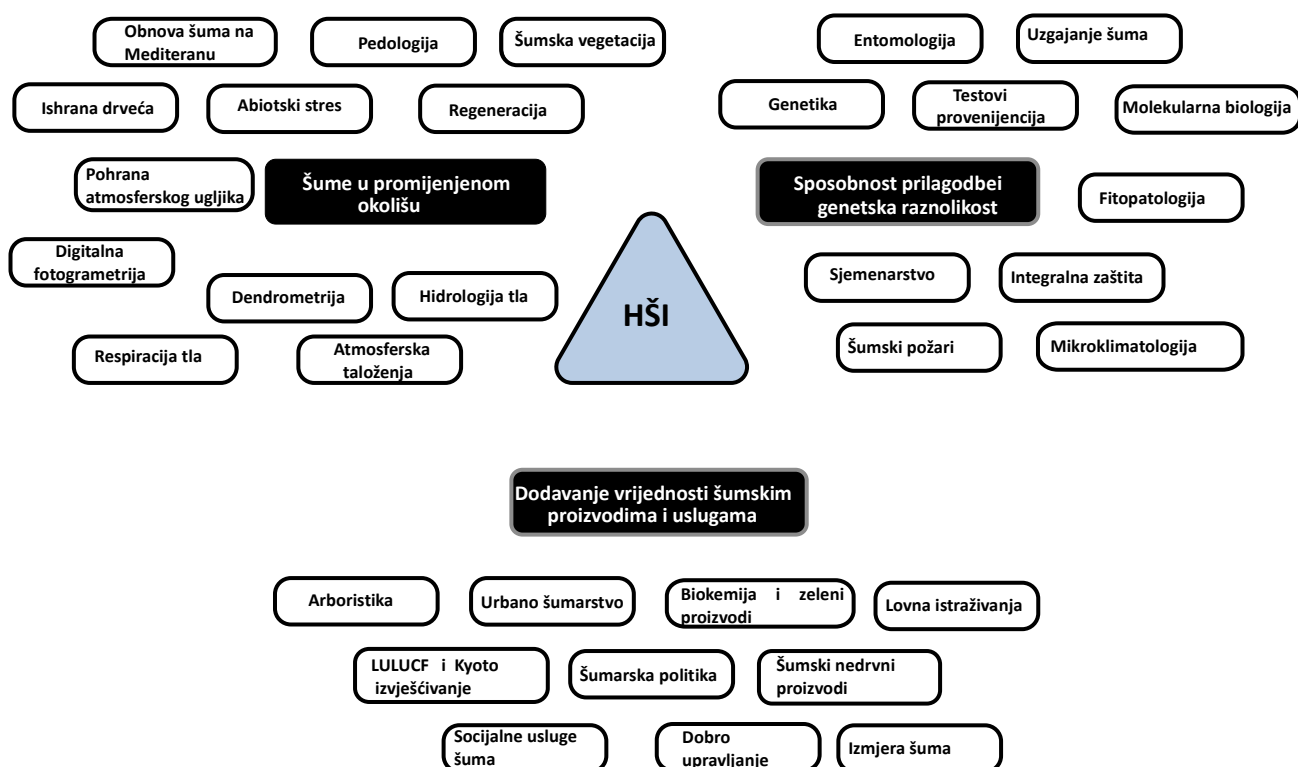 Obnova šuma na
Mediteranu
Pedologija
Šumska vegetacija
Ishrana drveća
Abiotski stres
Regeneracija
Pohrana
atmosferskog ugljika
Šume u promijenjenom
okolišu
Digitalna
fotogrametrija
Dendrometrija
Hidrologija tla
Respiracija tla
Atmosferska
taloženja
HŠI
Entomologija
Uzgajanje šuma
Genetika
Testovi
provenijencija
Molekularna biologija
Sposobnost prilagodbei
genetska raznolikost
Fitopatologija
Sjemenarstvo
Integralna zaštita
Šumski požari
Mikroklimatologija
Dodavanje vrijednosti šumskim
proizvodima i uslugama
Arboristika
Urbano šumarstvo
Biokemija i zeleni
proizvodi
Lovna istraživanja
LULUCF i Kyoto
izvješćivanje
Šumarska politika
Šumski nedrvni
proizvodi
Socijalne usluge
šuma
Dobro
upravljanje
Izmjera šuma